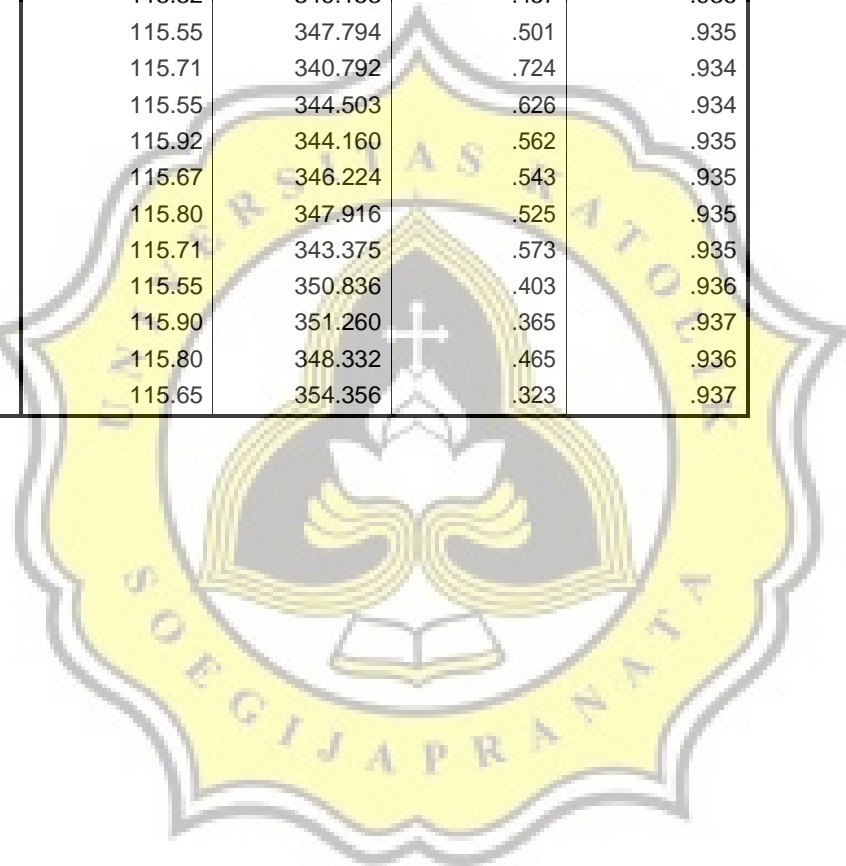 115.55 347.794 .501 .935
115.71 340.792 .724 .934
115.55 344.503 .626 .934
115.92 344.160 .562 .935
115.67 346.224 .543 .935
115.80 347.916 .525 .935
115.71 343.375 .573 .935
115.55 350.836 .403 .936
115.90 351.260 .365 .937
115.80 348.332 .465 .936
115.65 354.356 .323 .937
UNIVERSITAS KATOLIK
SOEGIJAPRANATA